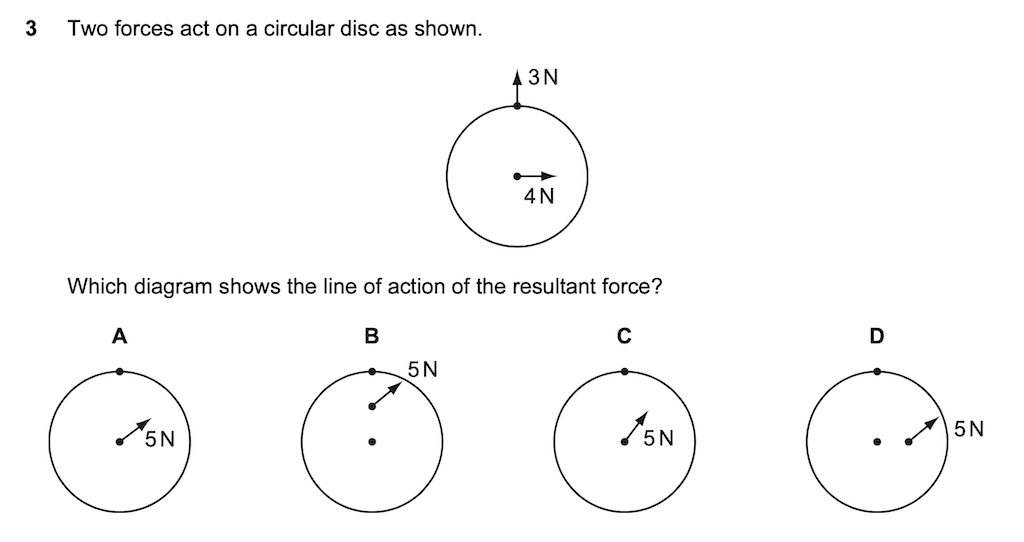 3 Two forces act on a circular disc as shown.
3 N
4 N
Which diagram shows the line of action of the resultant force?
A B C D
5 N
5 N
5 N
5 N